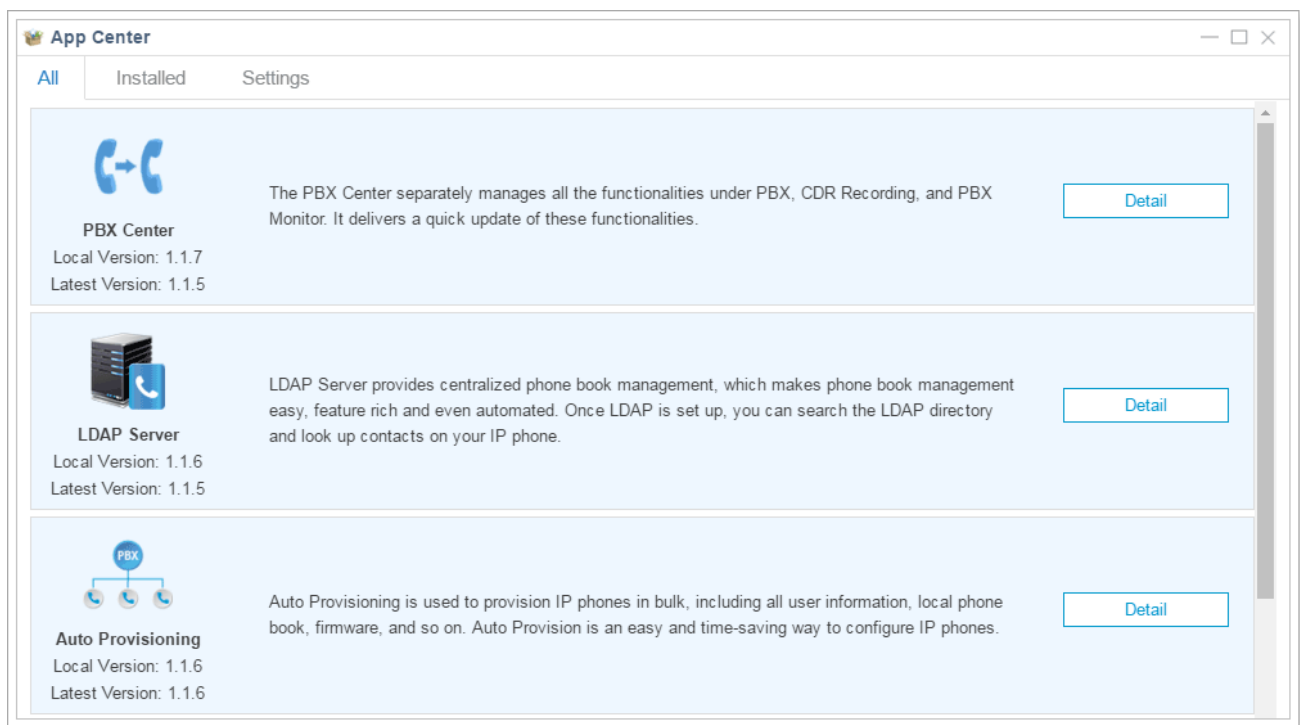 App Center
All Installed Settings
The PBX Center separately manages all the functionalities under PBX, CDR Recording, and PBX
Monitor. It delivers a quick update of these functionalities.
Detail
PBX Center
Local Version: 1.1.7
Latest Version: 1.1.5
LDAP Server provides centralized phone book management, which makes phone book management
easy, feature rich and even automated. Once LDAP is set up, you can search the LDAP directory
and look up contacts on your IP phone.
Detail
LDAP Server
Local Version: 1.1.6
Latest Version: 1.1.5
PBX
Auto Provisioning is used to provision IP phones in bulk, including all user information, local phone
book, firmware, and so on. Auto Provision is an easy and time-saving way to configure IP phones.
Detail
Auto Provisioning
Local Version: 1.1.6
Latest Version: 1.1.6